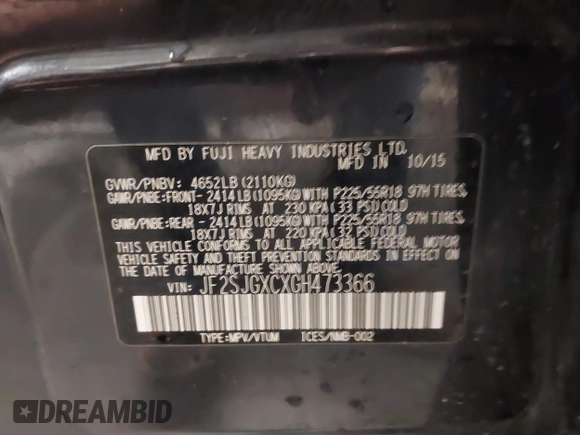 MFD BY FUJI HEAVY INDUSTRIES LTD.
MFD IN 10/15
GVWR/PNBV: 4652LB(2110KG)
GAWR/PNBE:FRONT-2414LB(1095KG)WITH P225/55R18 97H TIRES,
18X7J RIMS AT 230 KPA(33 PSI)COLD
GAWR/PNBE:REAR -2414LB(1095KG)WITH P225/55R18 97H TIRES,
18X7J RIMS AT 220 KPA(32 PSI)COLD
THIS VEHICLE CONFORMS TO ALL APPLICABLE FEDERAL MOTOR
VEHICLE SAFETY AND THEFT PREVENTION STANDARDS IN EFFECT
ON THE DATE OF MANUFACTURE SHOWN ABOVE.
VIN: JF2SJGXCXGH473366
TYPE:MPV/VTUM ICES/NMB-002
DREAMBID